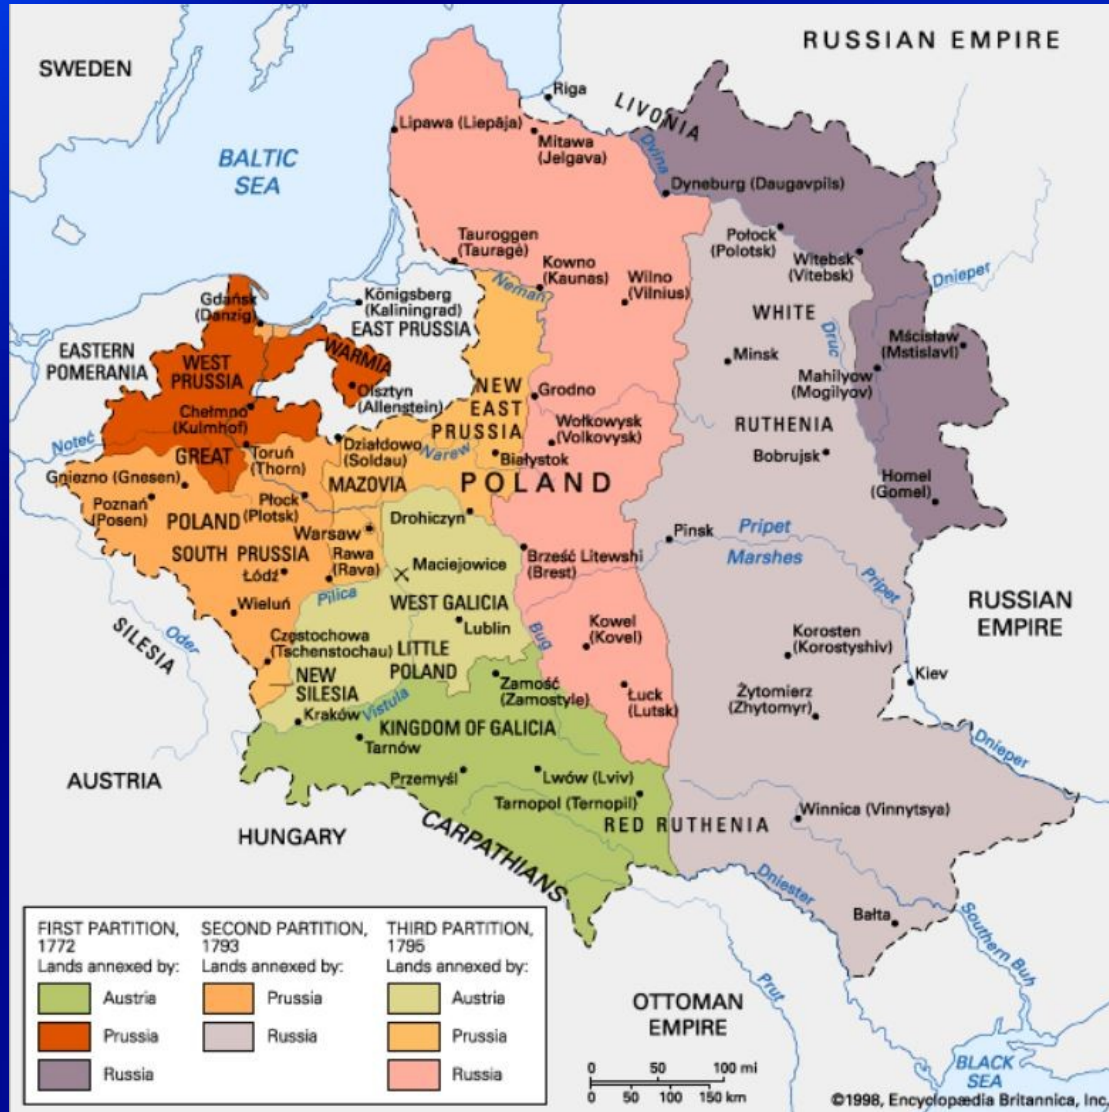 RUSSIAN EMPIRE
SWEDEN
Riga
LIVONIA
Lipawa (Liepāja)
Mitawa
(Jelgava)
Dvina
BALTIC
SEA
Dyneburg (Daugavpils)
Tauroggen
(Tauragė)
Połock
(Polotsk)
Witebsk
(Vitebsk)
Kowno
(Kaunas)
Wilno
(Vilnius)
Dnieper
Neman
Gdańsk
(Danzig)
Königsberg
(Kaliningrad)
EAST PRUSSIA
WHITE
Druc
Mścisław
(Mstislavl)
EASTERN
POMERANIA
WEST
PRUSSIA
WARMIA
Minsk
Mahilyow
(Mogilyov)
Olsztyn
(Allenstein)
NEW
EAST
PRUSSIA
Grodno
Chełmno
(Kulmhof)
Wołkowysk
(Volkovysk)
RUTHENIA
Noteć
GREAT
Toruń
(Thorn)
Działdowo
(Soldau)
Narew
Białystok
Bobrujsk
Gniezno (Gnesen)
MAZOVIA
POLAND
Homel
(Gomel)
Poznań
(Posen)
Płock
(Plotsk)
POLAND
Drohiczyn
Warsaw
Pinsk
Pripet
Marshes
SOUTH PRUSSIA
Rawa
(Rava)
Brześć Litewshi
(Brest)
Łódź
Maciejowice
Pripet
Pilica
WEST GALICIA
RUSSIAN
EMPIRE
Wieluń
Lublin
Bug
Kowel
(Kovel)
Korosten
(Korostyshiv)
SILESIA
Oder
Częstochowa
(Tschenstochau)
LITTLE
POLAND
Kiev
NEW
SILESIA
Zamość
(Zamostyle)
Łuck
(Lutsk)
Żytomierz
(Zhytomyr)
Kraków
Vistula
KINGDOM OF GALICIA
Dnieper
Tarnów
AUSTRIA
Przemyśl
Lwów (Lviv)
Tarnopol (Ternopil)
Winnica (Vinnytsya)
RED RUTHENIA
HUNGARY
CARPATHIANS
Dniester
Bałta
Southern Buh
FIRST PARTITION,
1772
Lands annexed by:
Austria
Prussia
Russia
SECOND PARTITION,
1793
Lands annexed by:
Prussia
Russia
THIRD PARTITION,
1795
Lands annexed by:
Austria
Prussia
Russia
OTTOMAN
EMPIRE
Prut
BLACK
SEA
0 50 100 mi
0 50 100 150 km
©1998, Encyclopædia Britannica, Inc.